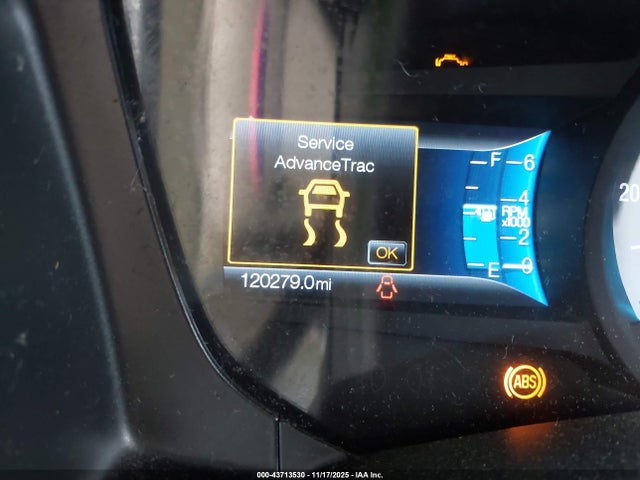 Service
AdvanceTrac
OK
120279.0mi
F
E
6
4
RPM
x1000
2
0
20
ABS
000-43713530 - 11/17/2025 - IAA Inc.